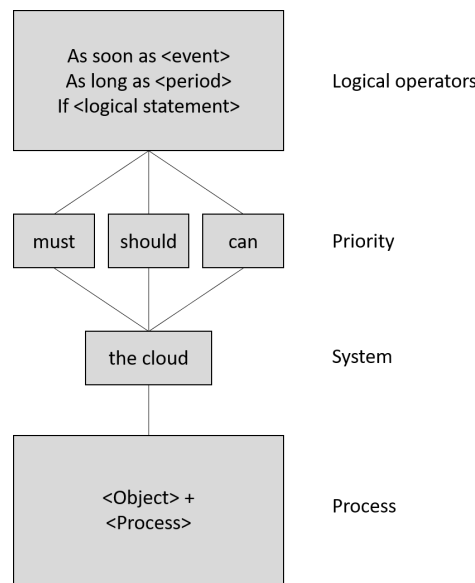 As soon as <event>
As long as <period>
If <logical statement>
Logical operators
must
should
can
Priority
the cloud
System
<Object> +
<Process>
Process